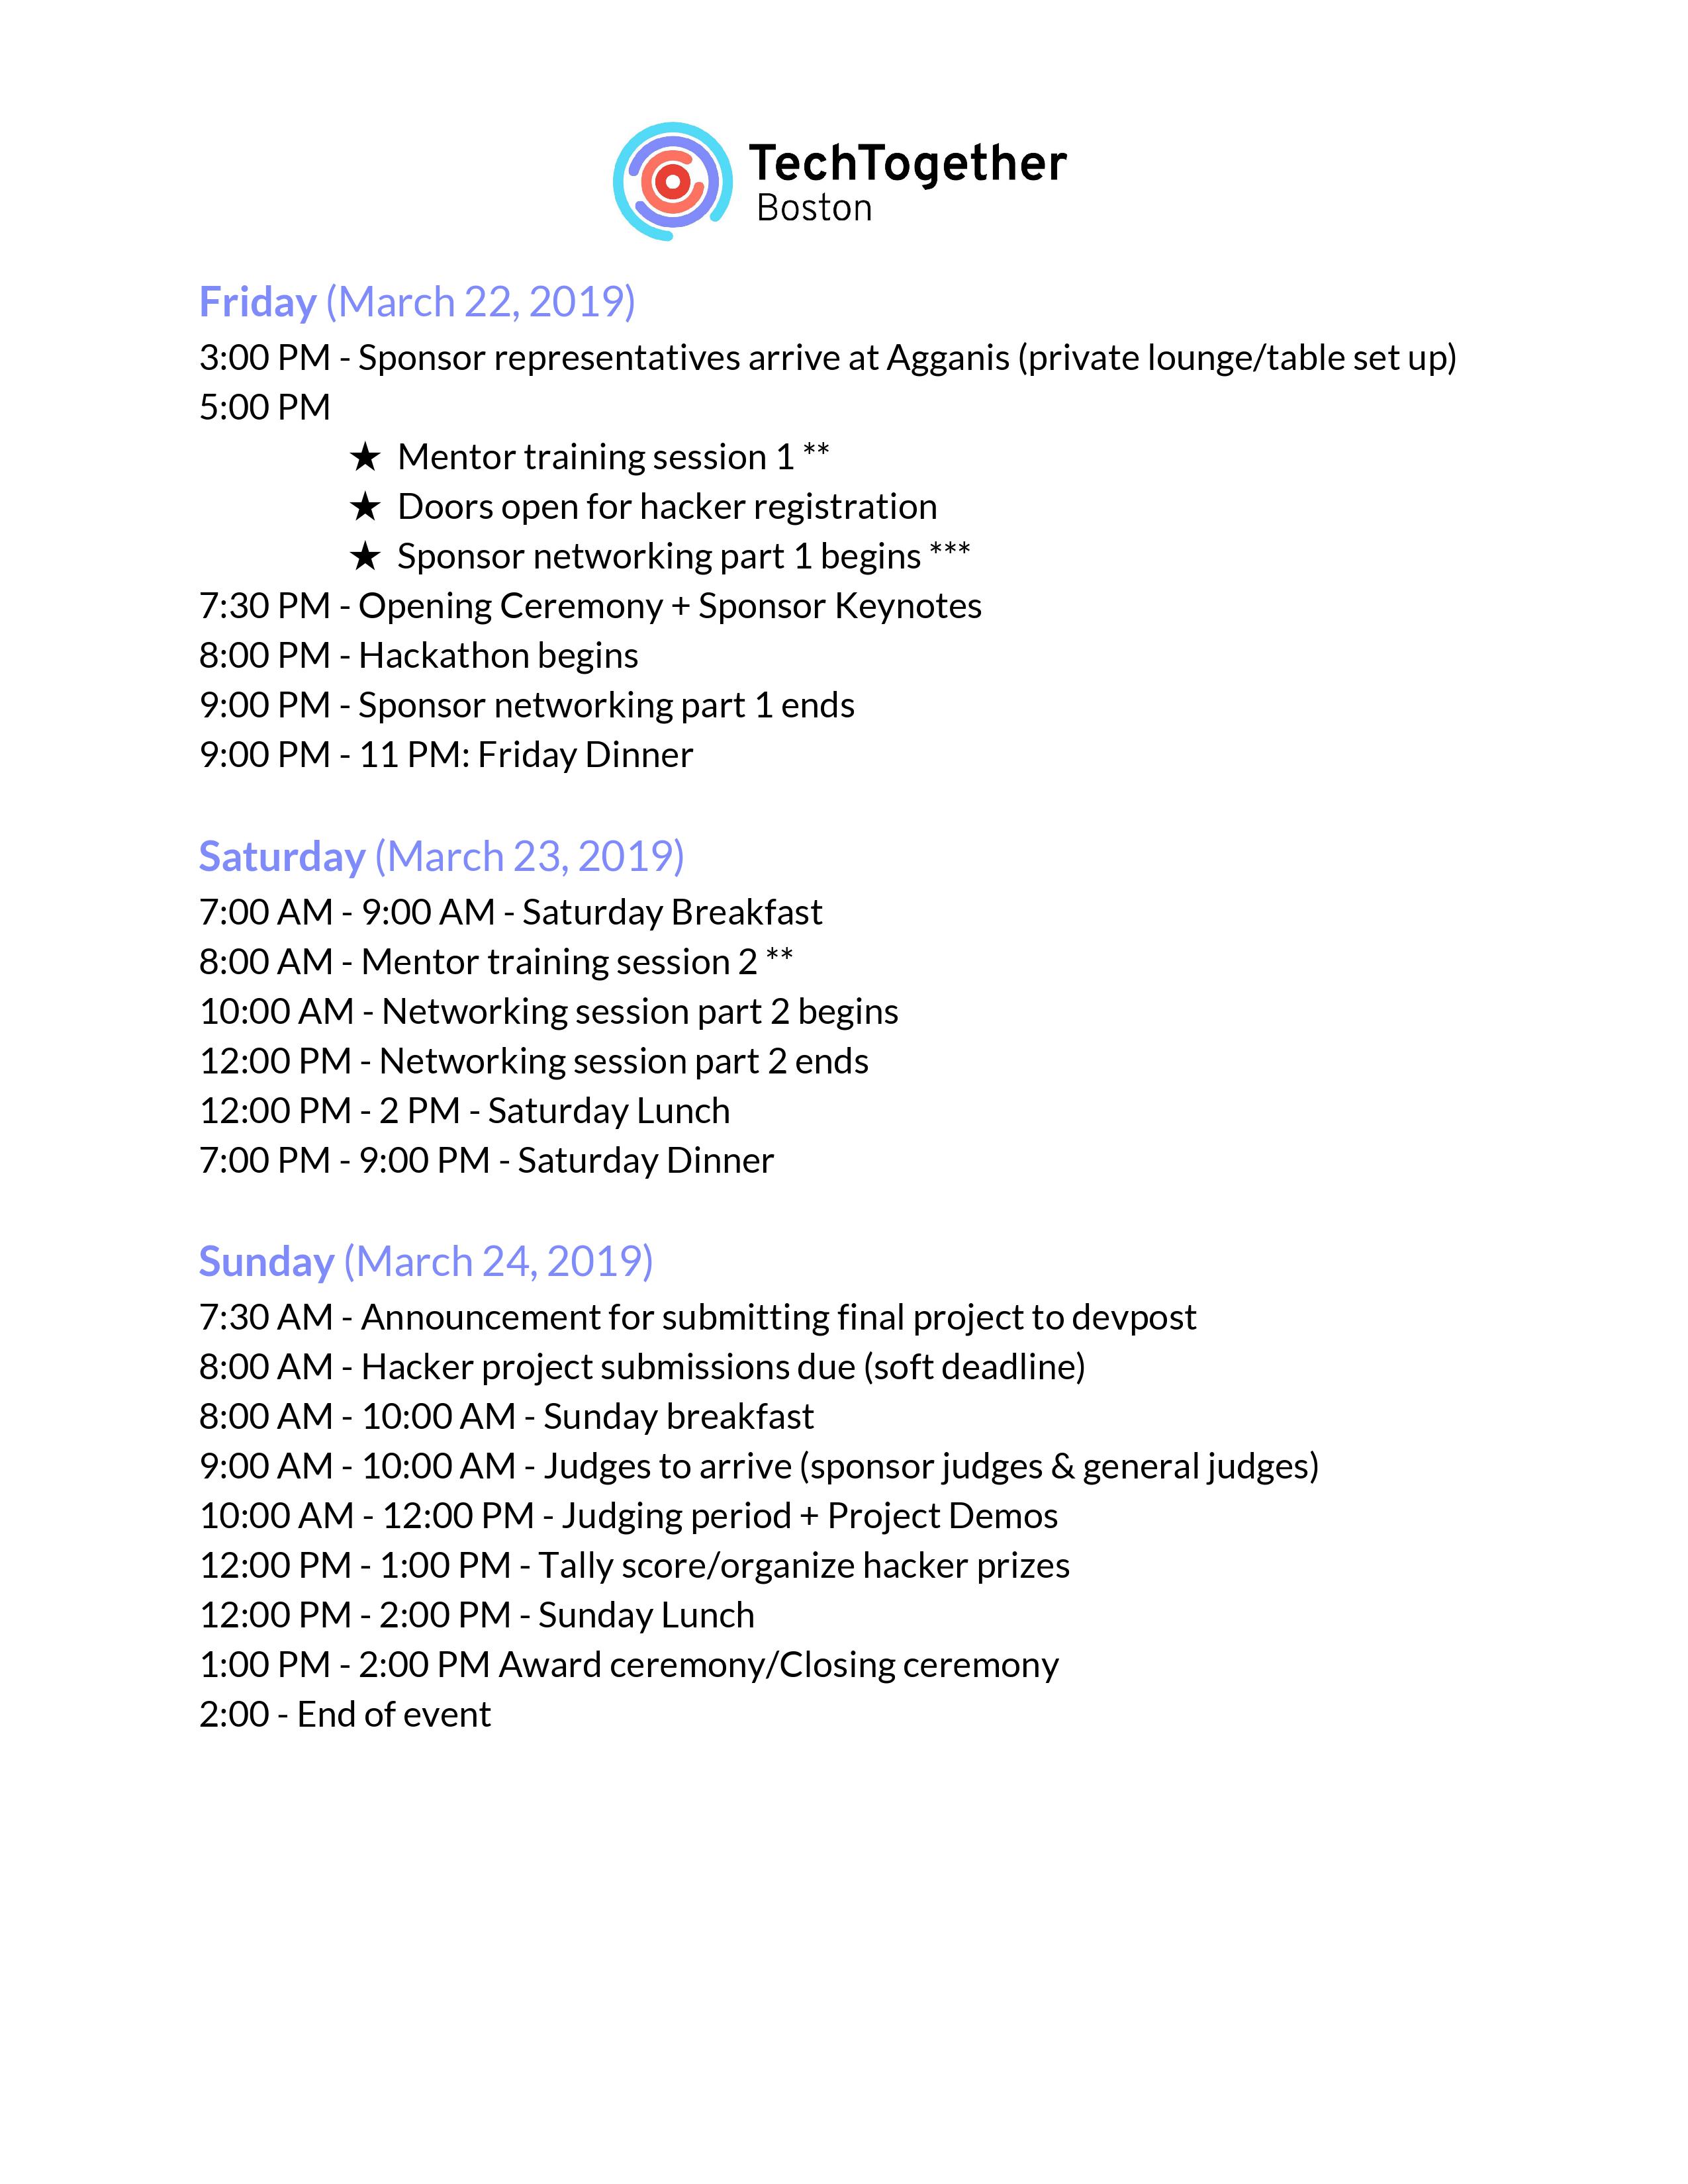 TechTogether
Boston
Friday (March 22, 2019)
3:00 PM - Sponsor representatives arrive at Agganis (private lounge/table set up)
5:00 PM
★ Mentor training session 1 **
★ Doors open for hacker registration
★ Sponsor networking part 1 begins ***
7:30 PM - Opening Ceremony + Sponsor Keynotes
8:00 PM - Hackathon begins
9:00 PM - Sponsor networking part 1 ends
9:00 PM - 11 PM: Friday Dinner
Saturday (March 23, 2019)
7:00 AM - 9:00 AM - Saturday Breakfast
8:00 AM - Mentor training session 2 **
10:00 AM - Networking session part 2 begins
12:00 PM - Networking session part 2 ends
12:00 PM - 2 PM - Saturday Lunch
7:00 PM - 9:00 PM - Saturday Dinner
Sunday (March 24, 2019)
7:30 AM - Announcement for submitting final project to devpost
8:00 AM - Hacker project submissions due (soft deadline)
8:00 AM - 10:00 AM - Sunday breakfast
9:00 AM - 10:00 AM - Judges to arrive (sponsor judges & general judges)
10:00 AM - 12:00 PM - Judging period + Project Demos
12:00 PM - 1:00 PM - Tally score/organize hacker prizes
12:00 PM - 2:00 PM - Sunday Lunch
1:00 PM - 2:00 PM Award ceremony/Closing ceremony
2:00 - End of event